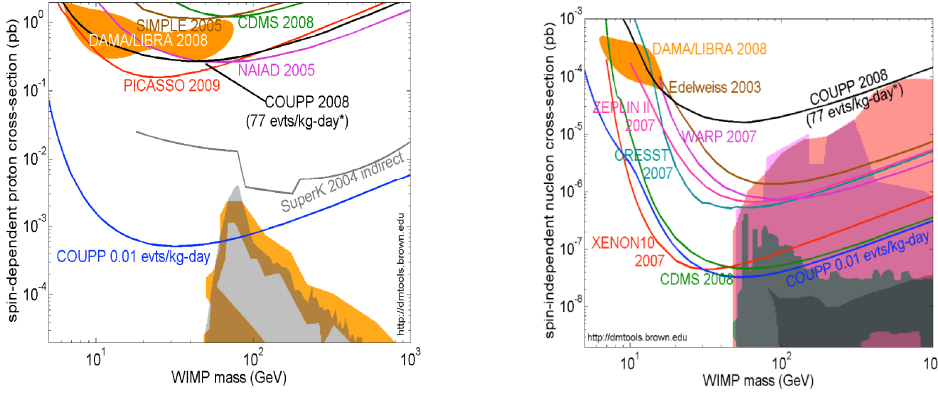 spin-dependent proton cross-section (pb)
10⁰
10⁻¹
10⁻²
10⁻³
10⁻⁴
SIMPLE 2005
CDMS 2008
DAMA/LIBRA 2008
NAIAD 2005
PICASSO 2009
COUPP 2008
(77 evts/kg-day*)
SuperK 2004 indirect
COUPP 0.01 evts/kg-day
http://dmtools.brown.edu
10¹
10²
10³
WIMP mass (GeV)
spin-independent nucleon cross-section (pb)
10⁻³
10⁻⁴
10⁻⁵
10⁻⁶
10⁻⁷
10⁻⁸
DAMA/LIBRA 2008
Edelweiss 2003
COUPP 2008
(77 evts/kg-day*)
ZEPLIN II
2007
WARP 2007
CRESST
2007
XENON10
2007
CDMS 2008
COUPP 0.01 evts/kg-day
http://dmtools.brown.edu
10¹
10²
10³
WIMP mass (GeV)